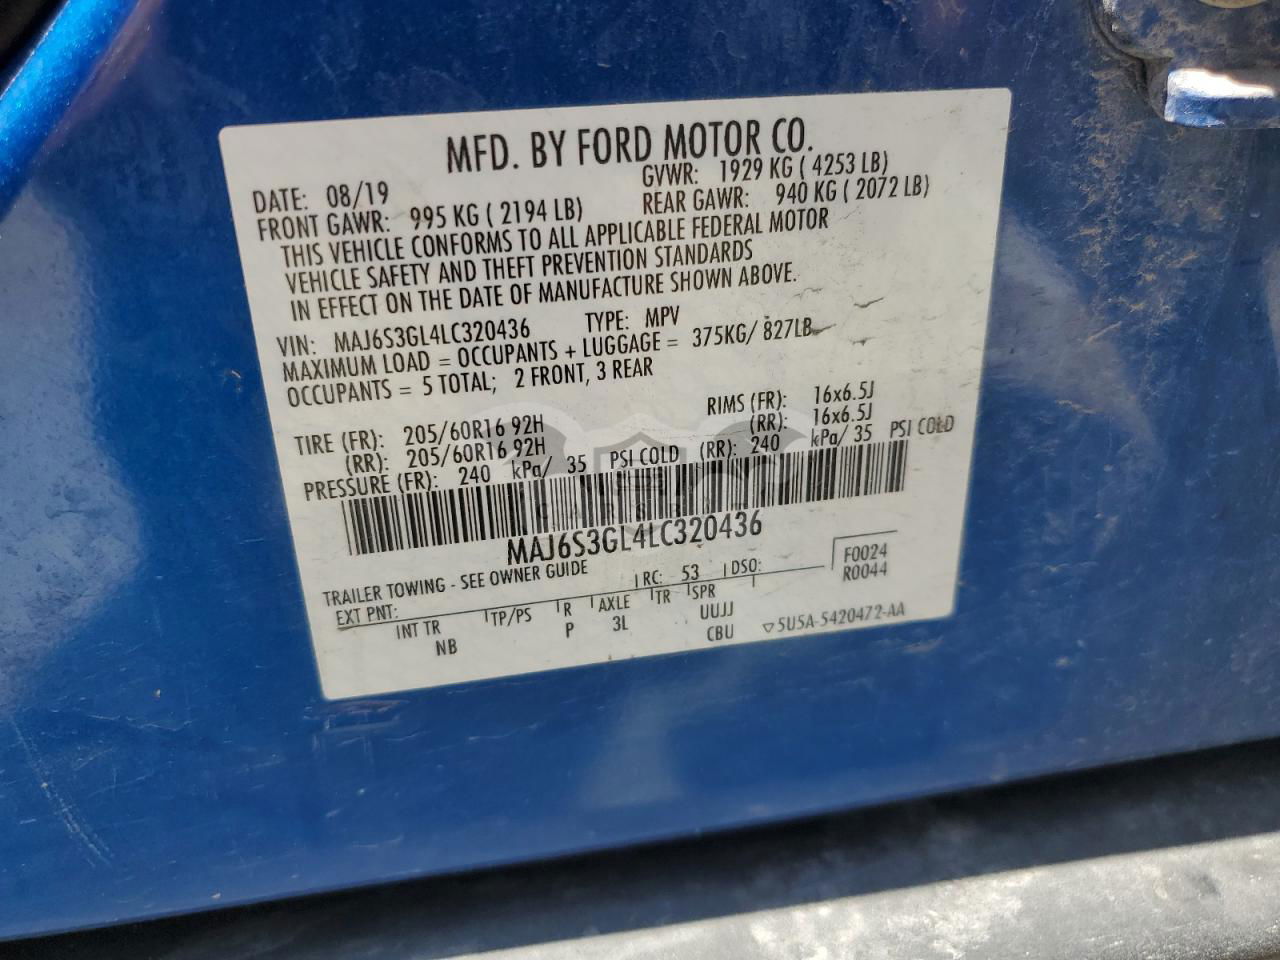 MFD. BY FORD MOTOR CO.
DATE: 08/19 GVWR: 1929 KG ( 4253 LB)
FRONT GAWR: 995 KG ( 2194 LB) REAR GAWR: 940 KG ( 2072 LB)
THIS VEHICLE CONFORMS TO ALL APPLICABLE FEDERAL MOTOR
VEHICLE SAFETY AND THEFT PREVENTION STANDARDS
IN EFFECT ON THE DATE OF MANUFACTURE SHOWN ABOVE.
VIN: MAJ6S3GL4LC320436 TYPE: MPV
MAXIMUM LOAD = OCCUPANTS + LUGGAGE = 375KG/ 827LB
OCCUPANTS = 5 TOTAL; 2 FRONT, 3 REAR
TIRE (FR): 205/60R16 92H RIMS (FR): 16x6.5J
(RR): 205/60R16 92H (RR): 16x6.5J
PRESSURE (FR): 240 kPa/ 35 PSI COLD (RR): 240 kPa/ 35 PSI COLD
MAJ6S3GL4LC320436
TRAILER TOWING - SEE OWNER GUIDE
EXT PNT: RC: 53 DSO: F0024
R0044
INT TR TP/PS R AXLE TR SPR
NB P 3L UUJJ
CBU ▽5U5A-5420472-AA